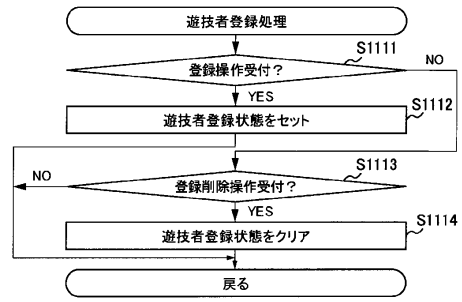 遊技者登録処理
S1111
登録操作受付？
NO
YES
S1112
遊技者登録状態をセット
S1113
NO
登録削除操作受付？
YES
S1114
遊技者登録状態をクリア
戻る